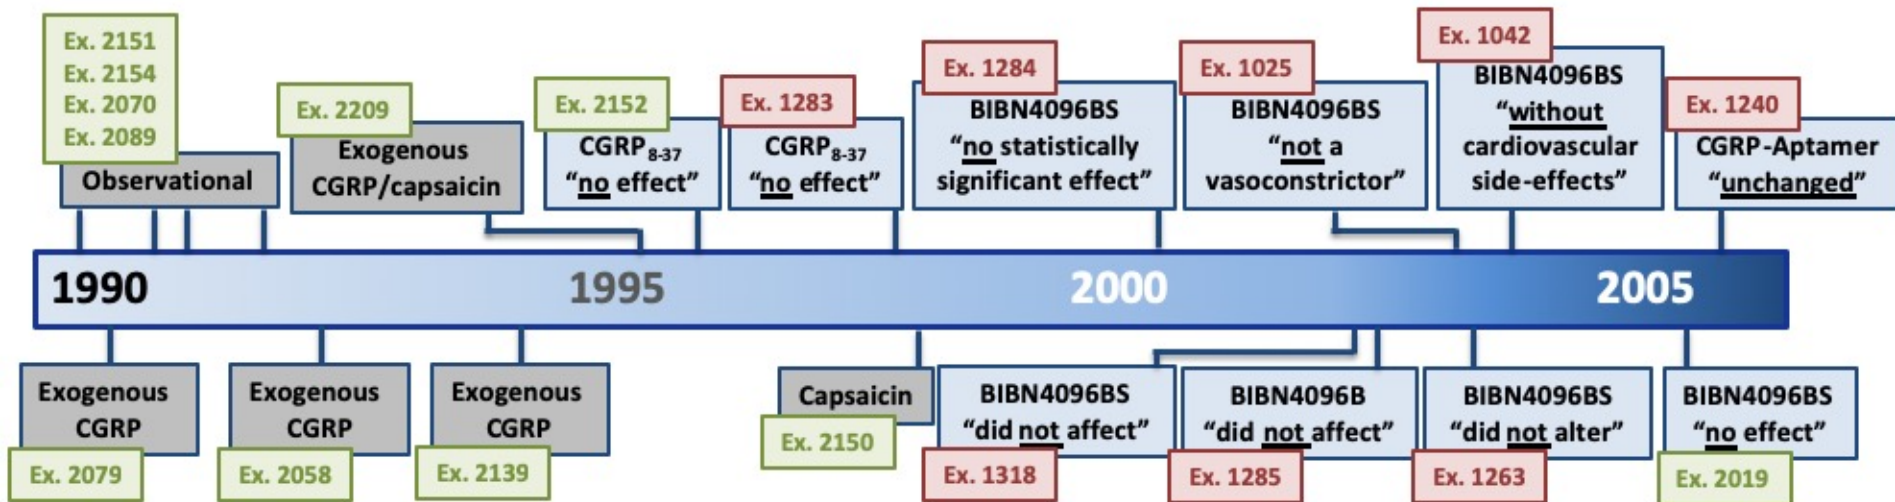 Ex. 2151
Ex. 2154
Ex. 2070
Ex. 2089
Observational
Ex. 2209
Exogenous
CGRP/capsaicin
Ex. 2152
CGRP8-37
“no effect”
Ex. 1283
CGRP8-37
“no effect”
Ex. 1284
BIBN4096BS
“no statistically
significant effect”
Ex. 1025
BIBN4096BS
“not a
vasoconstrictor”
Ex. 1042
BIBN4096BS
“without
cardiovascular
side-effects”
Ex. 1240
CGRP-Aptamer
“unchanged”
1990
1995
2000
2005
Exogenous
CGRP
Ex. 2079
Exogenous
CGRP
Ex. 2058
Exogenous
CGRP
Ex. 2139
Capsaicin
Ex. 2150
BIBN4096BS
“did not affect”
Ex. 1318
BIBN4096B
“did not affect”
Ex. 1285
BIBN4096BS
“did not alter”
Ex. 1263
BIBN4096BS
“no effect”
Ex. 2019